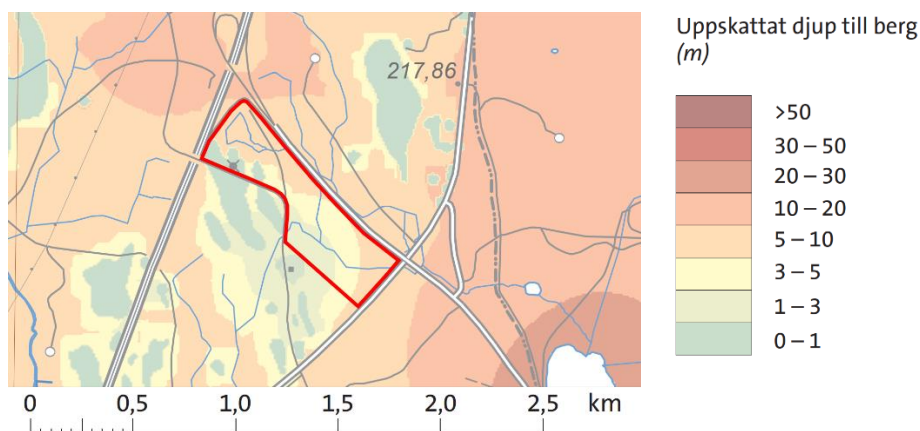 217,86
0 0,5 1,0 1,5 2,0 2,5 km
Uppskattat djup till berg
(m)
>50
30 – 50
20 – 30
10 – 20
5 – 10
3 – 5
1 – 3
0 – 1